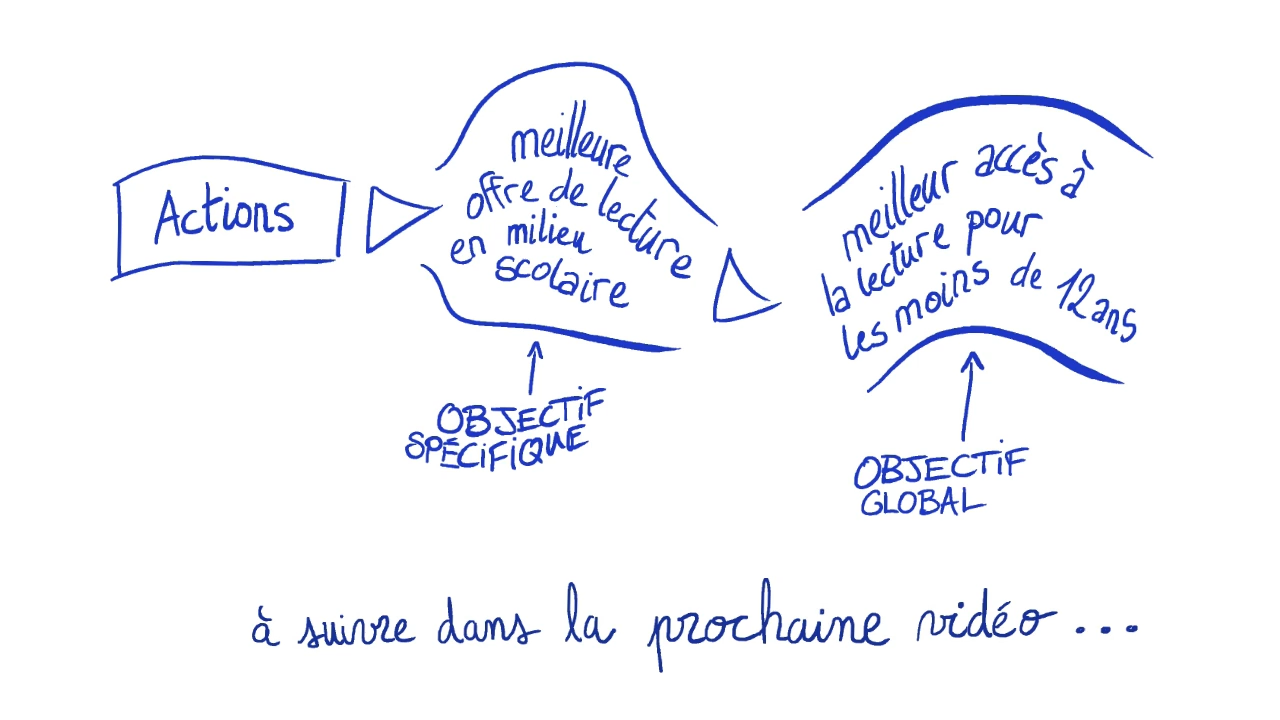 Actions
meilleure
offre de lecture
en milieu
scolaire
OBJECTIF
SPÉCIFIQUE
meilleur accès à
la lecture pour
les moins de 12 ans
OBJECTIF
GLOBAL
à suivre dans la prochaine vidéo ...